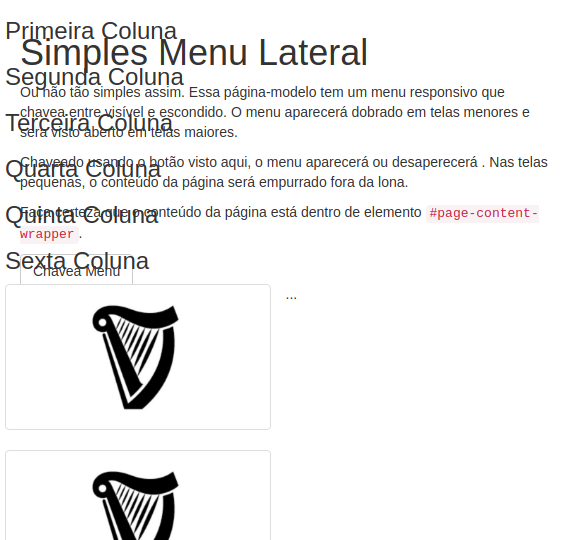 Primeira Coluna
Simples Menu Lateral
Segunda Coluna
Ou não tão simples assim. Essa página-modelo tem um menu responsivo que
chavea entre visível e escondido. O menu aparecerá dobrado em telas menores e
Terceira Coluna
será visto aberto em telas maiores.
Chaveado usando o botão visto aqui, o menu aparecerá ou desaperecerá . Nas telas
Quarta Coluna
pequenas, o conteúdo da página será empurrado fora da lona.
Faça certeza que o conteúdo da página está dentro de elemento #page-content-
Quinta Coluna
wrapper.
Sexta Coluna
Chavea Menu
...